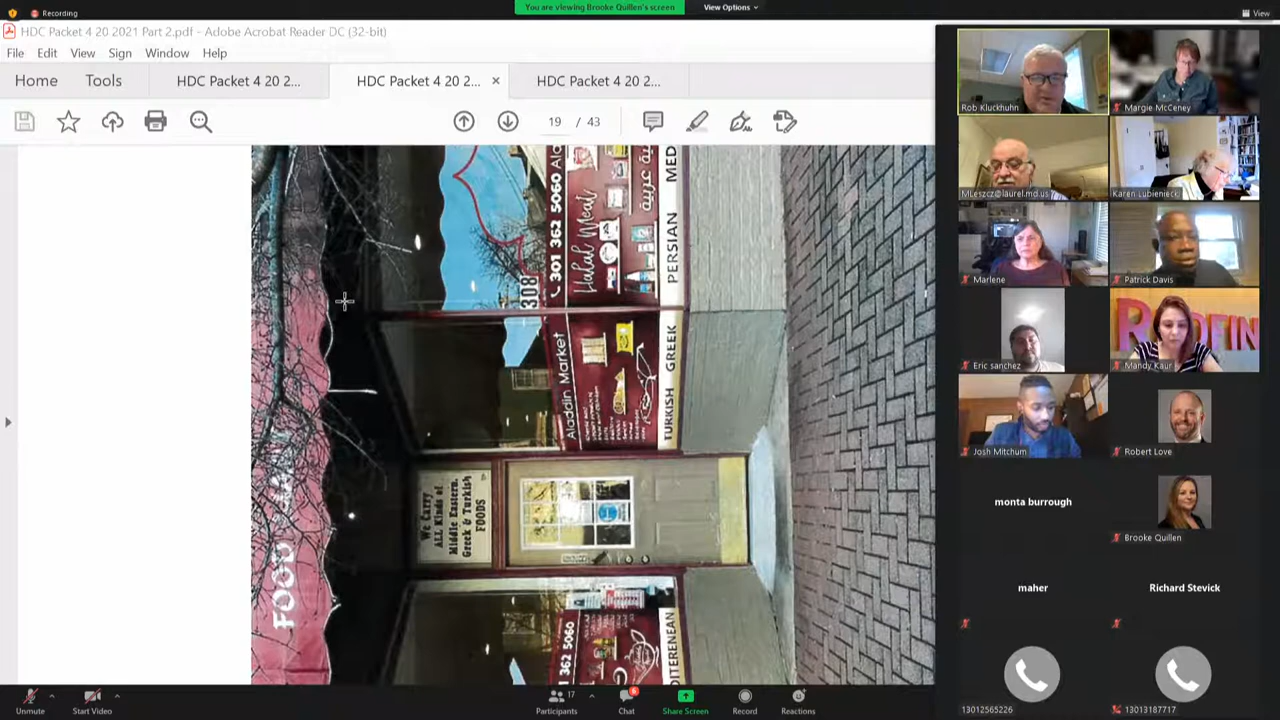 Recording
You are viewing Brooke Quillen's screen
View Options
View
HDC Packet 4 20 2021 Part 2.pdf - Adobe Acrobat Reader DC (32-bit)
File Edit View Sign Window Help
Home Tools HDC Packet 4 20 2... HDC Packet 4 20 2... × HDC Packet 4 20 2...
19 / 43
FOOD
308
301 362 5060
Halal Meat
عربية
MED
PERSIAN
GREEK
TURKISH
Aladdin Market
We Carry
ALL Kinds of
Middle Eastern,
Greek & Turkish
FOODS
362 5060
DITERENEAN
Rob Kluckhuhn
Margie McCeney
MLeszcz@laurel.md.us
Karen Lubieniecki
Marlene
Patrick Davis
Eric sanchez
REDFIN
Mandy Kaur
Josh Mitchum
Robert Love
monta burrough
Brooke Quillen
maher
Richard Stevick
13012565226
13013187717
Unmute
Start Video
Participants 17
Chat 6
Share Screen
Record
Reactions